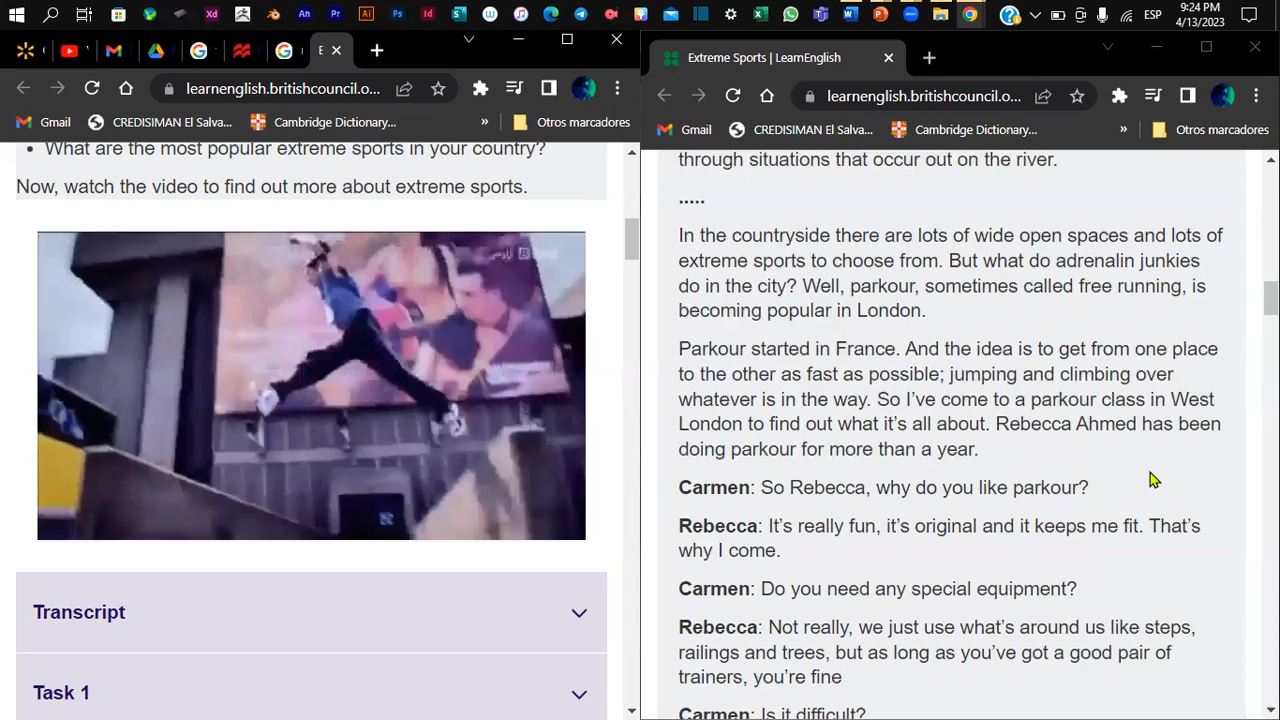 9:24 PM
ESP
4/13/2023
Extreme Sports | LearnEnglish
learnenglish.britishcouncil.o...
learnenglish.britishcouncil.o...
Gmail
CREDISIMAN El Salva...
Cambridge Dictionary...
»
Otros marcadores
Gmail
CREDISIMAN El Salva...
Cambridge Dictionary...
»
Otros marcadores
• What are the most popular extreme sports in your country?
Now, watch the video to find out more about extreme sports.
Transcript
Task 1
through situations that occur out on the river.
.....
In the countryside there are lots of wide open spaces and lots of
extreme sports to choose from. But what do adrenalin junkies
do in the city? Well, parkour, sometimes called free running, is
becoming popular in London.
Parkour started in France. And the idea is to get from one place
to the other as fast as possible; jumping and climbing over
whatever is in the way. So I've come to a parkour class in West
London to find out what it's all about. Rebecca Ahmed has been
doing parkour for more than a year.
Carmen: So Rebecca, why do you like parkour?
Rebecca: It's really fun, it's original and it keeps me fit. That's
why I come.
Carmen: Do you need any special equipment?
Rebecca: Not really, we just use what's around us like steps,
railings and trees, but as long as you've got a good pair of
trainers, you're fine
Carmen: Is it difficult?